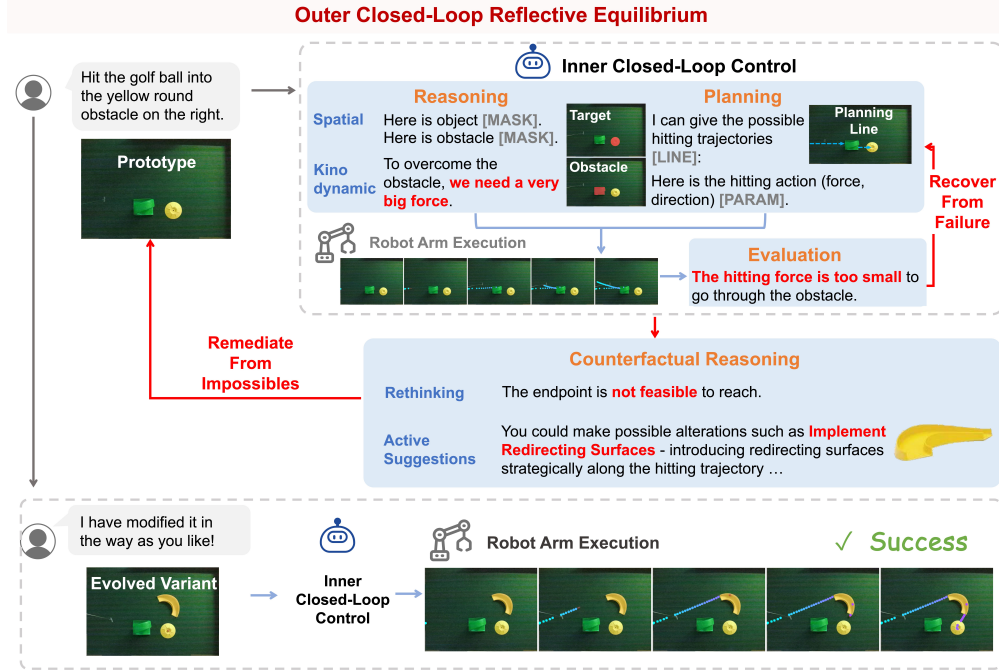 Outer Closed-Loop Reflective Equilibrium
Hit the golf ball into
the yellow round
obstacle on the right.
Prototype
Inner Closed-Loop Control
Reasoning
Spatial
Here is object [MASK].
Here is obstacle [MASK].
Kino
dynamic
To overcome the
obstacle, we need a very
big force.
Target
Obstacle
Planning
I can give the possible
hitting trajectories
[LINE]:
Here is the hitting action (force,
direction) [PARAM].
Planning
Line
Recover
From
Failure
Robot Arm Execution
Evaluation
The hitting force is too small to
go through the obstacle.
Remediate
From
Impossibles
Counterfactual Reasoning
Rethinking
The endpoint is not feasible to reach.
Active
Suggestions
You could make possible alterations such as Implement
Redirecting Surfaces - introducing redirecting surfaces
strategically along the hitting trajectory ...
I have modified it in
the way as you like!
Evolved Variant
Inner
Closed-Loop
Control
Robot Arm Execution
✓ Success